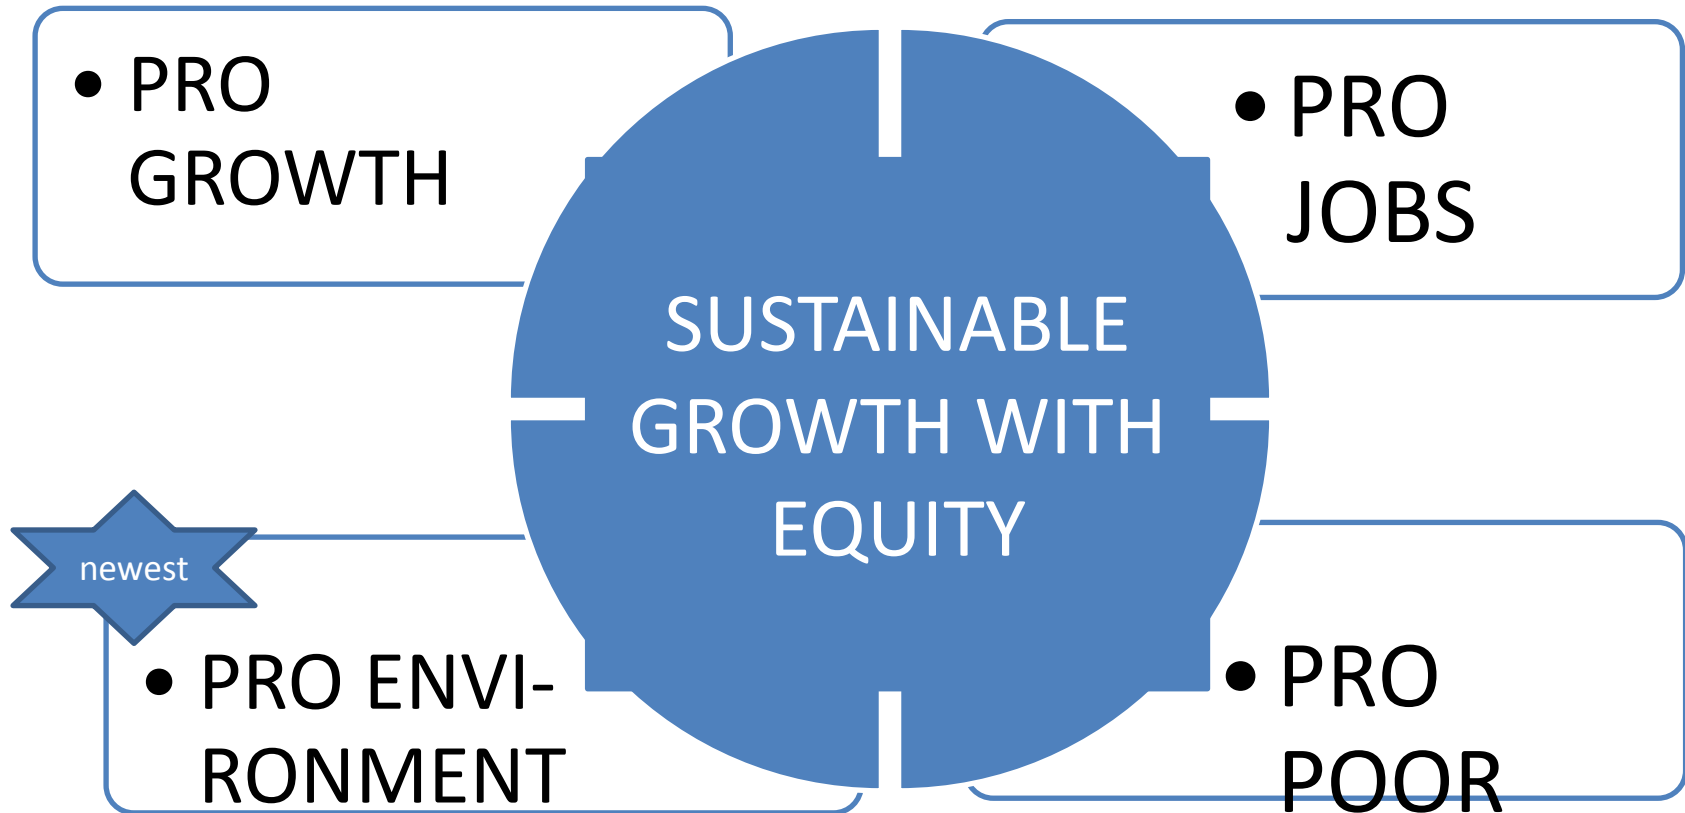 • PRO
GROWTH
• PRO
JOBS
SUSTAINABLE
GROWTH WITH
EQUITY
newest
• PRO ENVI-
RONMENT
• PRO
POOR